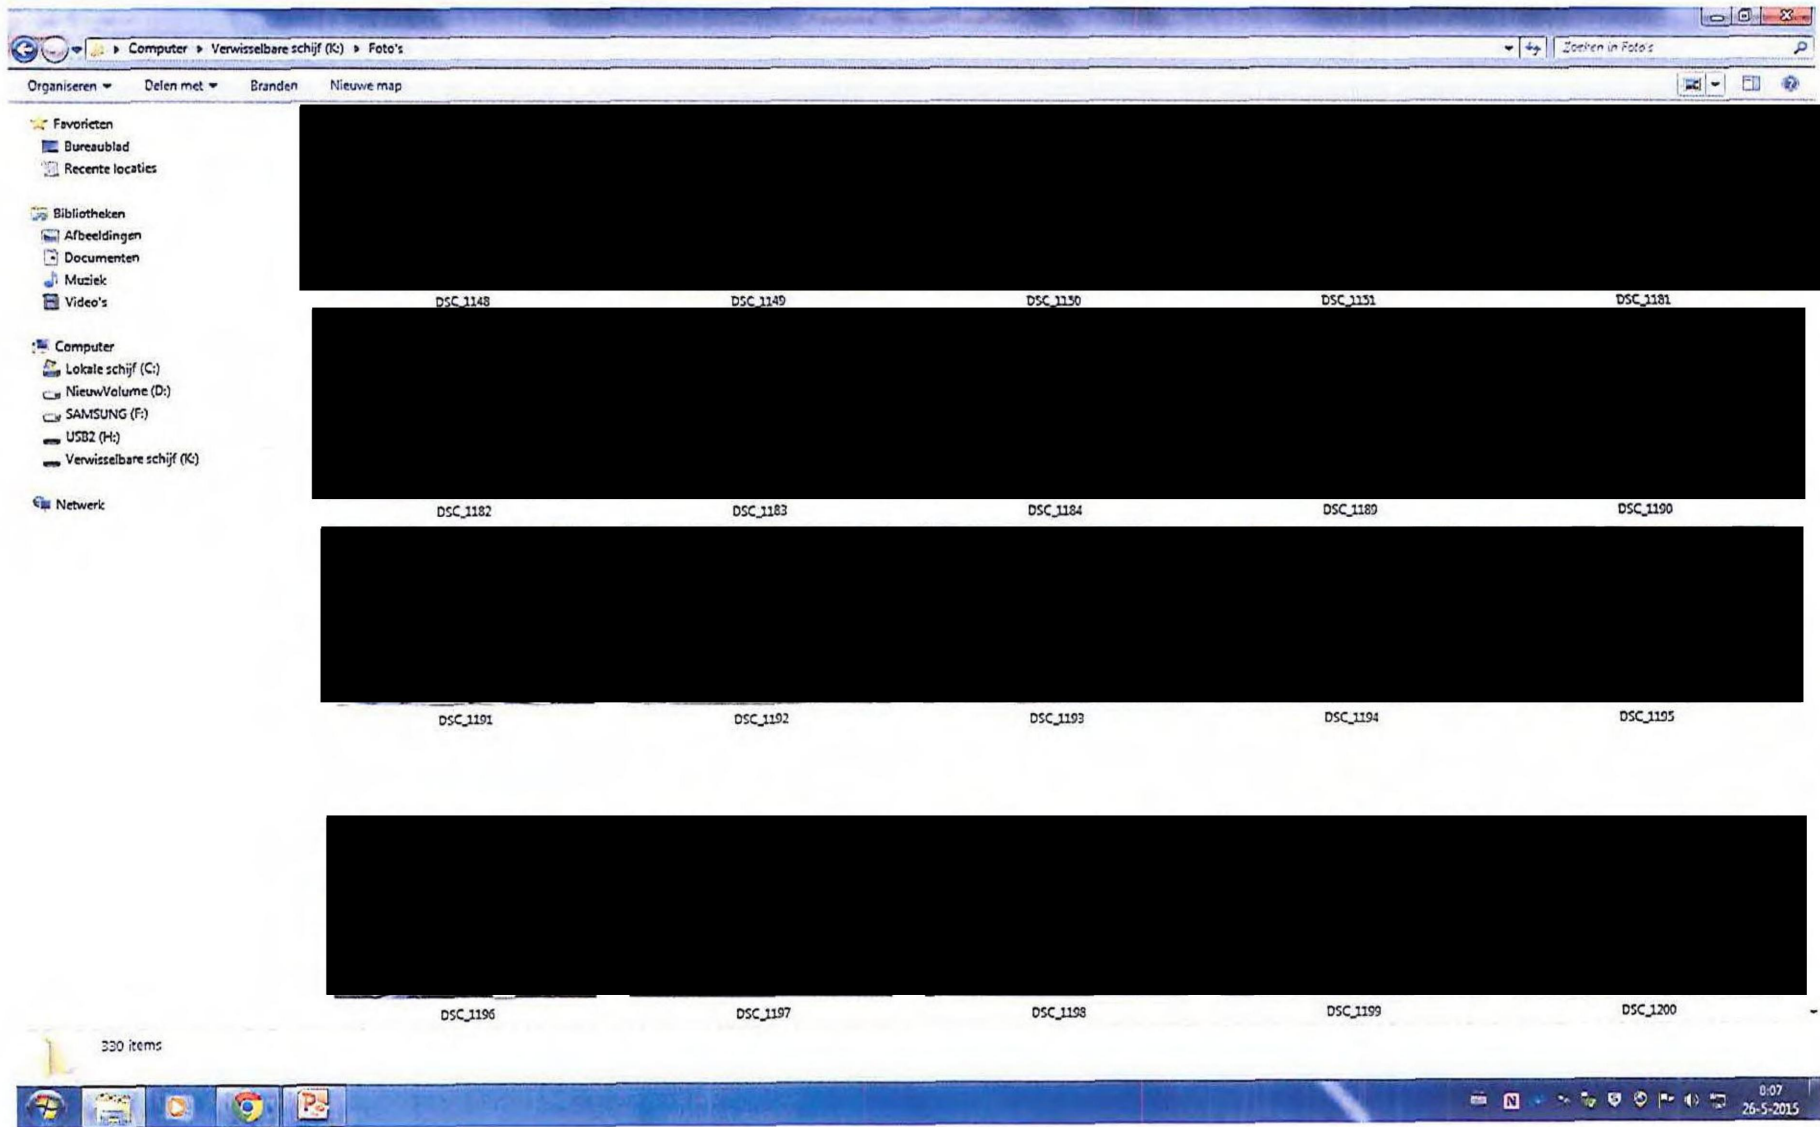 Computer ▸ Verwisselbare schijf (K:) ▸ Foto's
Zoeken in Foto's
Organiseren Delen met Branden Nieuwe map
Favorieten
Bureaublad
Recente locaties
Bibliotheken
Afbeeldingen
Documenten
Muziek
Video's
Computer
Lokale schijf (C:)
NieuwVolume (D:)
SAMSUNG (F:)
USB2 (H:)
Verwisselbare schijf (K:)
Netwerk
DSC_1148 DSC_1149 DSC_1150 DSC_1151 DSC_1181
DSC_1182 DSC_1183 DSC_1184 DSC_1189 DSC_1190
DSC_1191 DSC_1192 DSC_1193 DSC_1194 DSC_1195
DSC_1196 DSC_1197 DSC_1198 DSC_1199 DSC_1200
330 items
N
8:07
26-5-2015